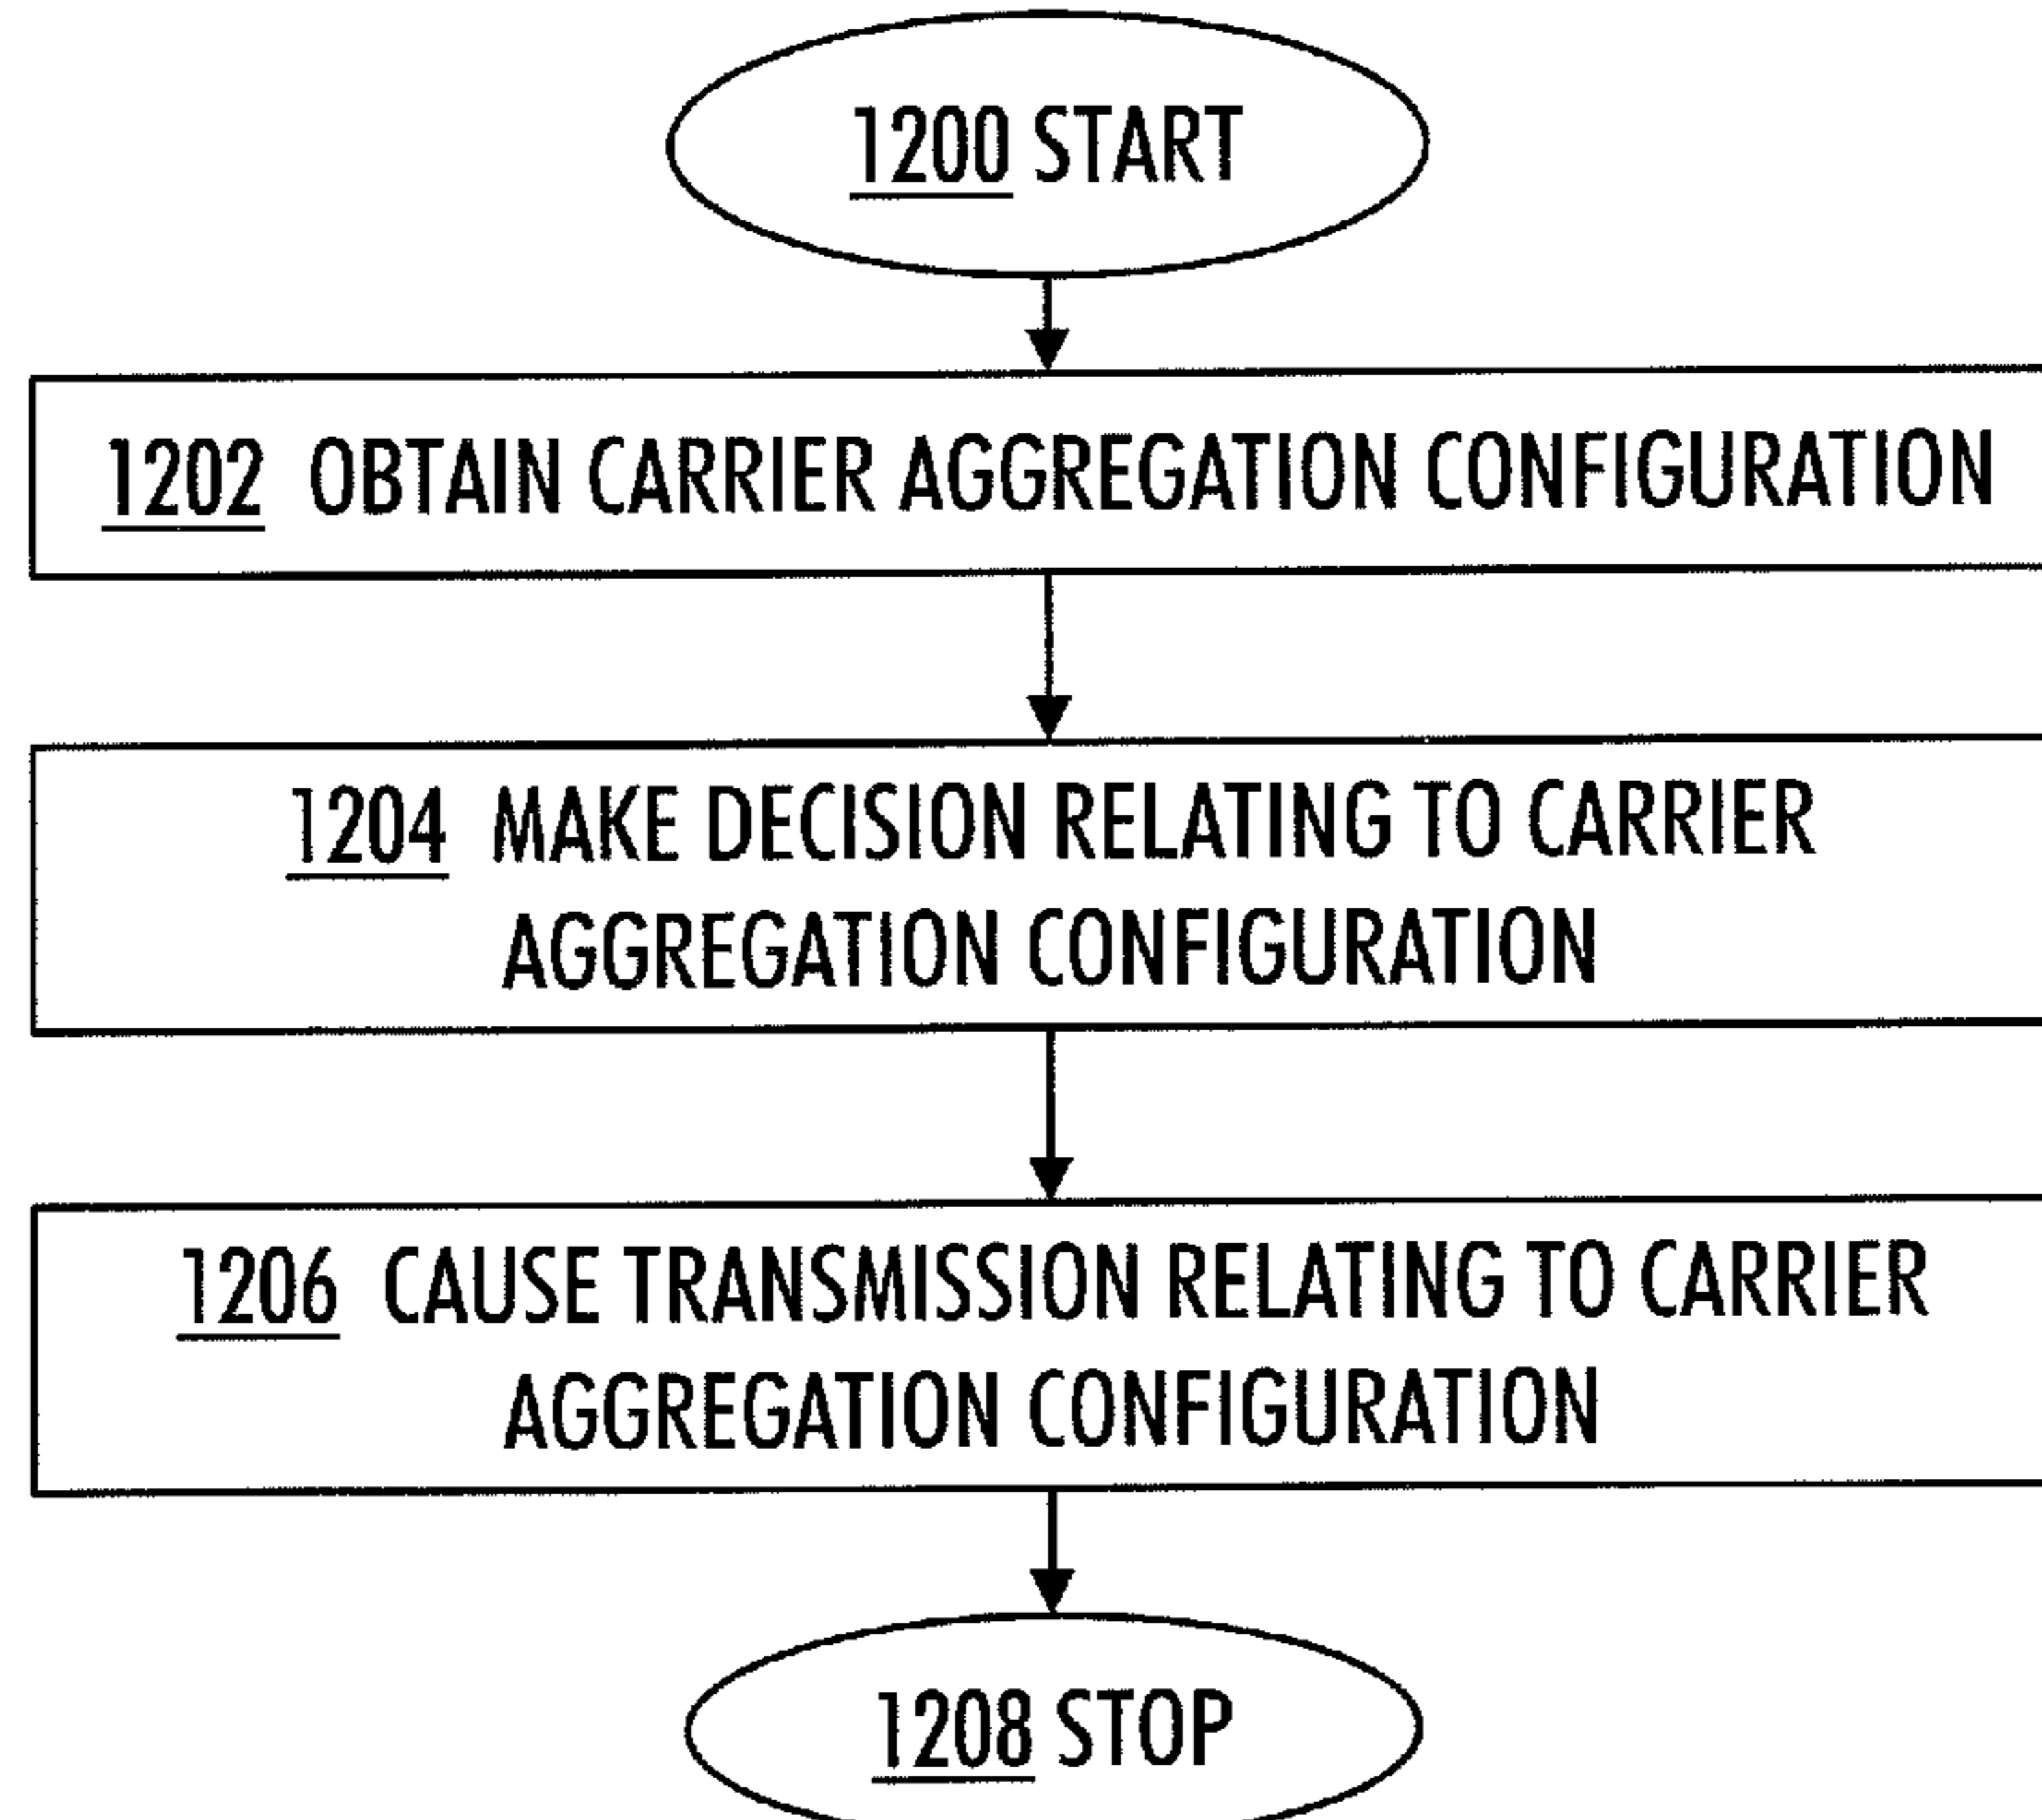 1200 START
1202 OBTAIN CARRIER AGGREGATION CONFIGURATION
1204 MAKE DECISION RELATING TO CARRIER
AGGREGATION CONFIGURATION
1206 CAUSE TRANSMISSION RELATING TO CARRIER
AGGREGATION CONFIGURATION
1208 STOP